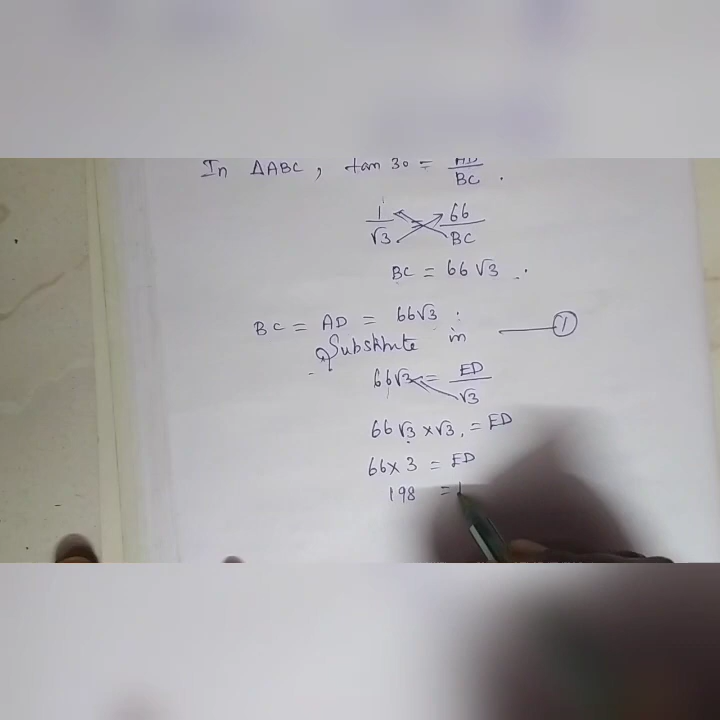 In ΔABC, tan 30 = AB/BC.
1/√3 = 66/BC
BC = 66√3.
BC = AD = 66√3.
Substitute in — ①
66√3 = ED/√3
66√3 × √3 = ED
66 × 3 = ED
198 =